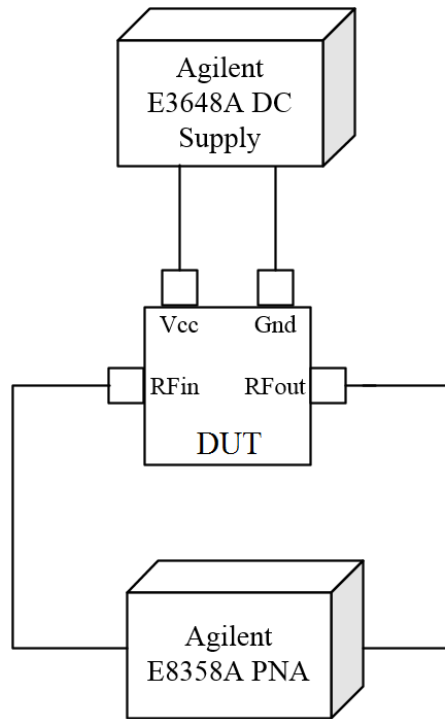 Agilent
E3648A DC
Supply
Vcc Gnd
RFin RFout
DUT
Agilent
E8358A PNA